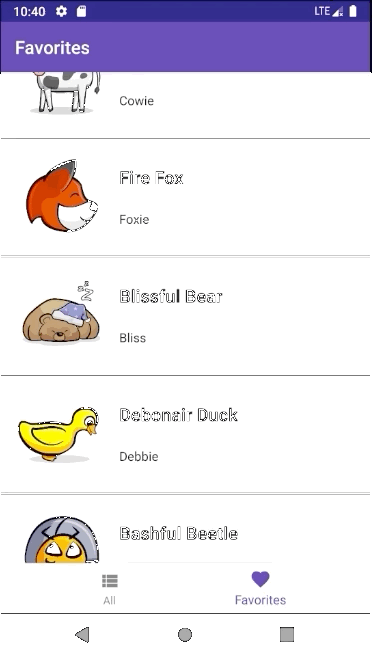 10:40
LTE
Favorites
Cowie
Fire Fox
Foxie
Blissful Bear
Bliss
Debonair Duck
Debbie
Bashful Beetle
All
Favorites